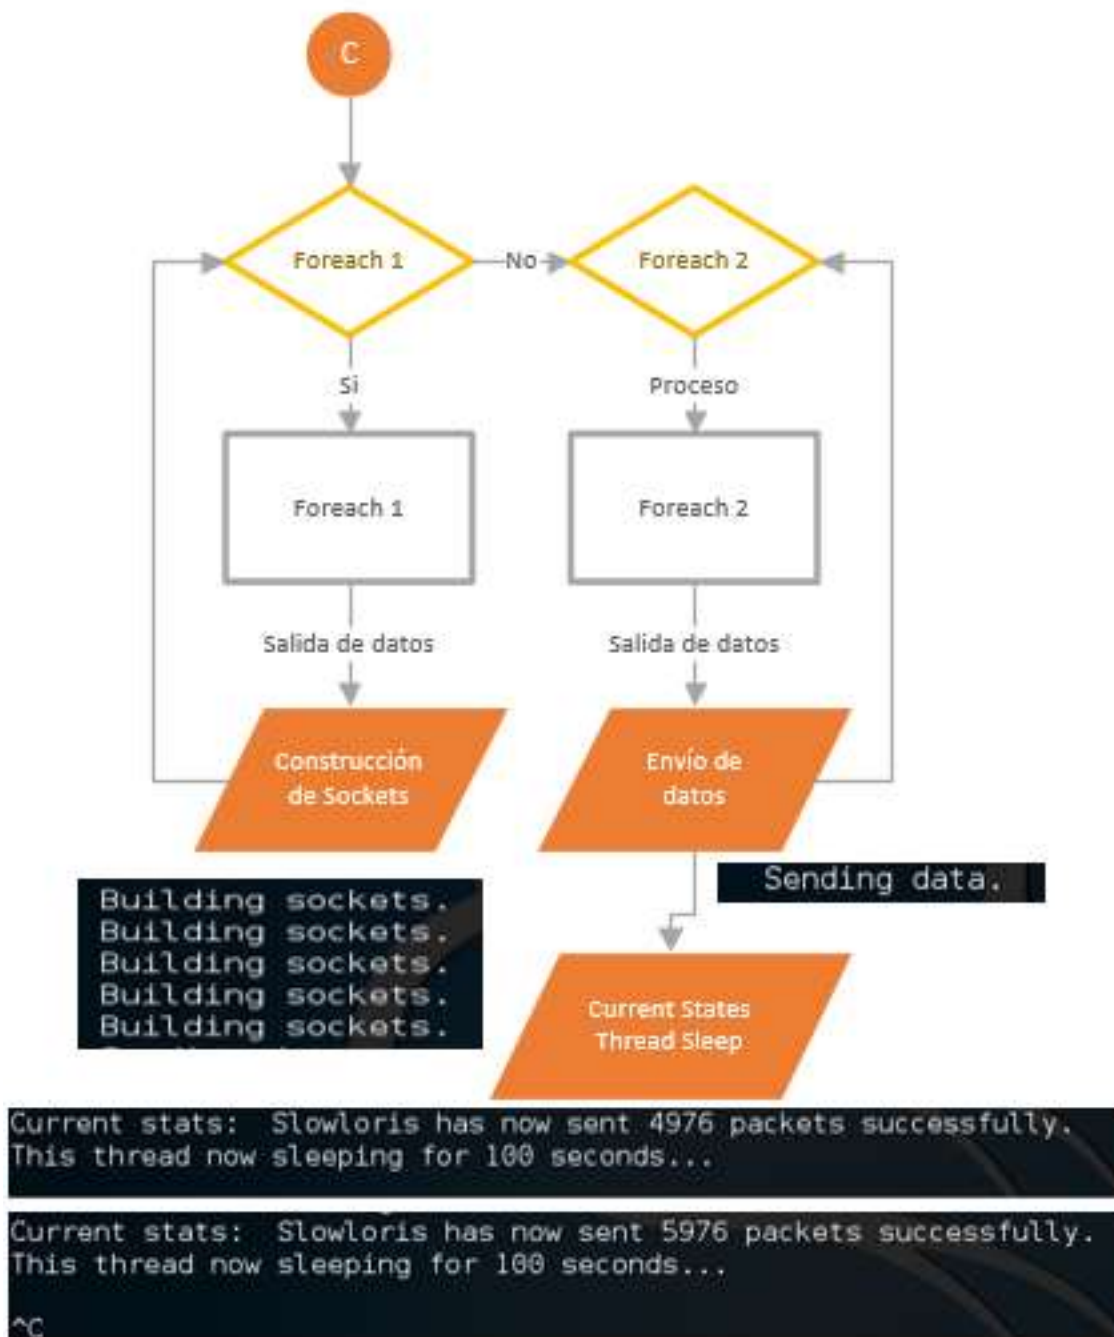 C
Foreach 1
No
Foreach 2
Si
Proceso
Foreach 1
Foreach 2
Salida de datos
Salida de datos
Construcción
de Sockets
Envío de
datos
Building sockets.
Building sockets.
Building sockets.
Building sockets.
Building sockets.
Sending data.
Current States
Thread Sleep
Current stats:  Slowloris has now sent 4976 packets successfully.
This thread now sleeping for 100 seconds...
Current stats:  Slowloris has now sent 5976 packets successfully.
This thread now sleeping for 100 seconds...
^C